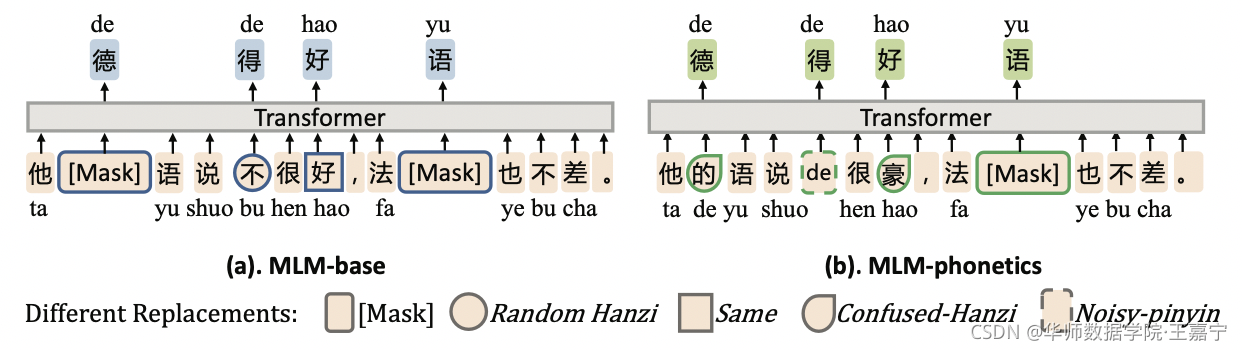 de de hao yu
德 得 好 语
Transformer
他 [Mask] 语 说 不 很 好 , 法 [Mask] 也 不 差 。
ta yu shuo bu hen hao fa ye bu cha
(a). MLM-base
de de hao yu
德 得 好 语
Transformer
他 的 语 说 de 很 豪 , 法 [Mask] 也 不 差 。
ta de yu shuo hen hao fa ye bu cha
(b). MLM-phonetics
Different Replacements: [Mask] Random Hanzi Same Confused-Hanzi Noisy-pinyin
CSDN @华师数据学院·王嘉宁